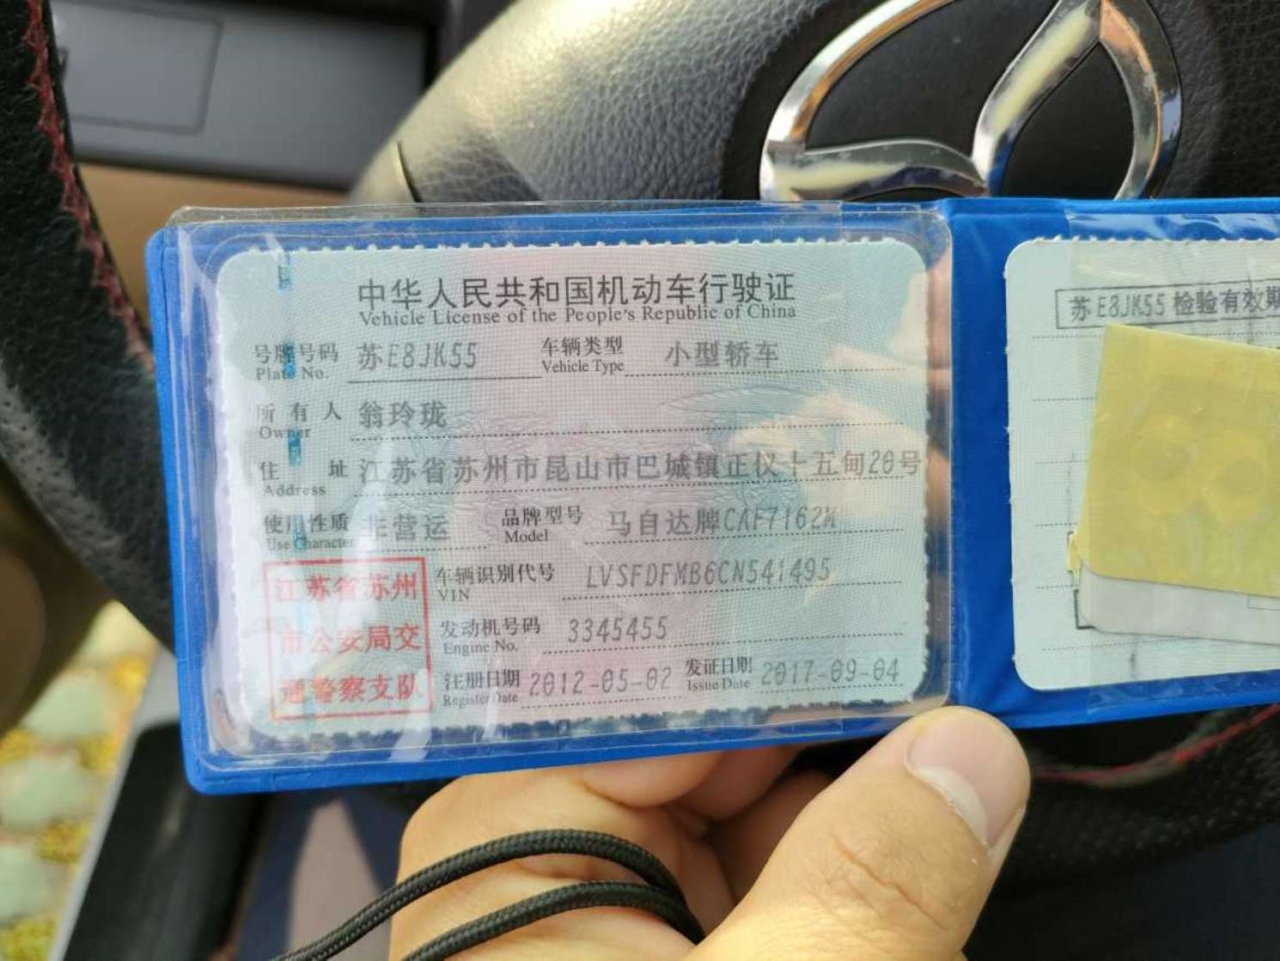 中华人民共和国机动车行驶证
Vehicle License of the People's Republic of China
号牌号码 苏E8JK55 车辆类型 小型轿车
Plate No. Vehicle Type
所有人 翁玲珑
Owner
住址 江苏省苏州市昆山市巴城镇正仪十五甸20号
Address
使用性质 非营运 品牌型号 马自达牌CAF7162M
Use Character Model
车辆识别代号 LVSFDFMB6CN541495
VIN
发动机号码 3345455
Engine No.
注册日期 2012-05-02 发证日期 2017-09-04
Register Date Issue Date
江苏省苏州
市公安局交
通警察支队
苏E8JK55 检验有效期